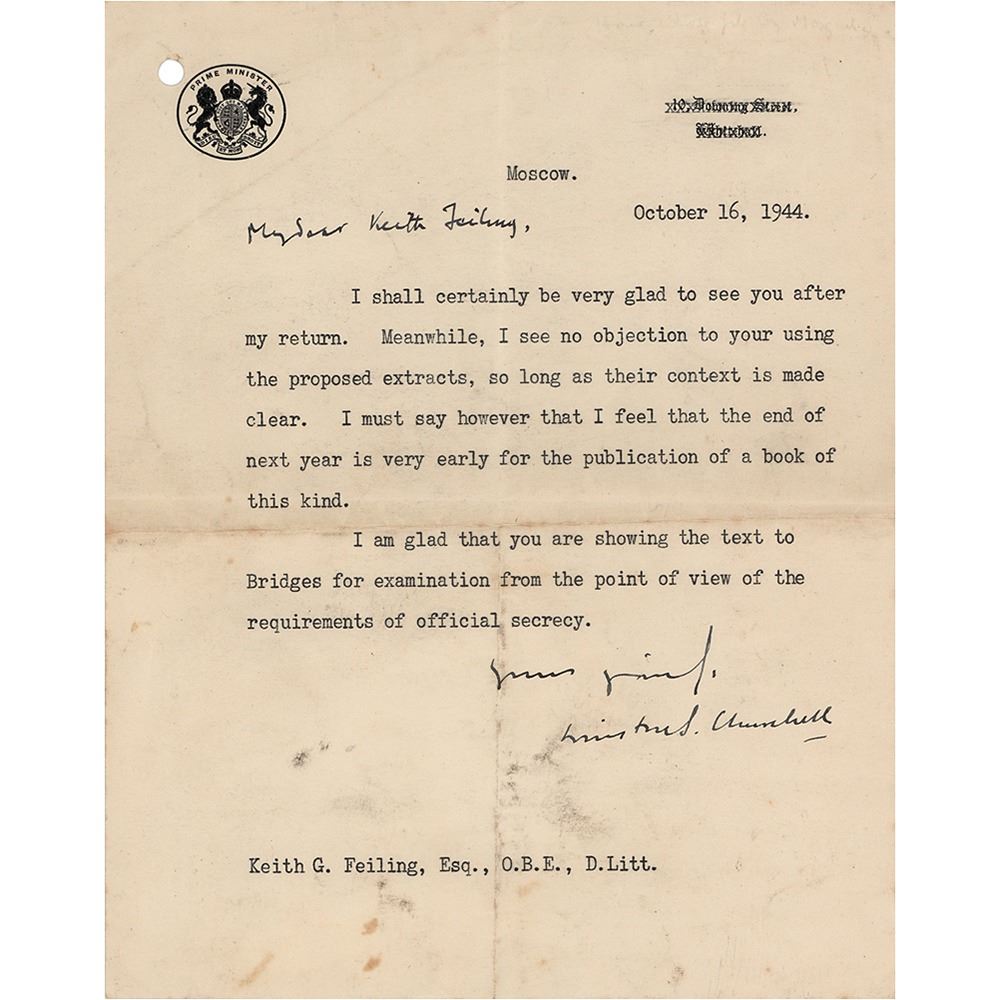 PRIME MINISTER
10, Downing Street,
Whitehall.
Moscow.
October 16, 1944.
My dear Keith Feiling,
I shall certainly be very glad to see you after
my return. Meanwhile, I see no objection to your using
the proposed extracts, so long as their context is made
clear. I must say however that I feel that the end of
next year is very early for the publication of a book of
this kind.
I am glad that you are showing the text to
Bridges for examination from the point of view of the
requirements of official secrecy.
Yours
Winston S. Churchill
Keith G. Feiling, Esq., O.B.E., D.Litt.